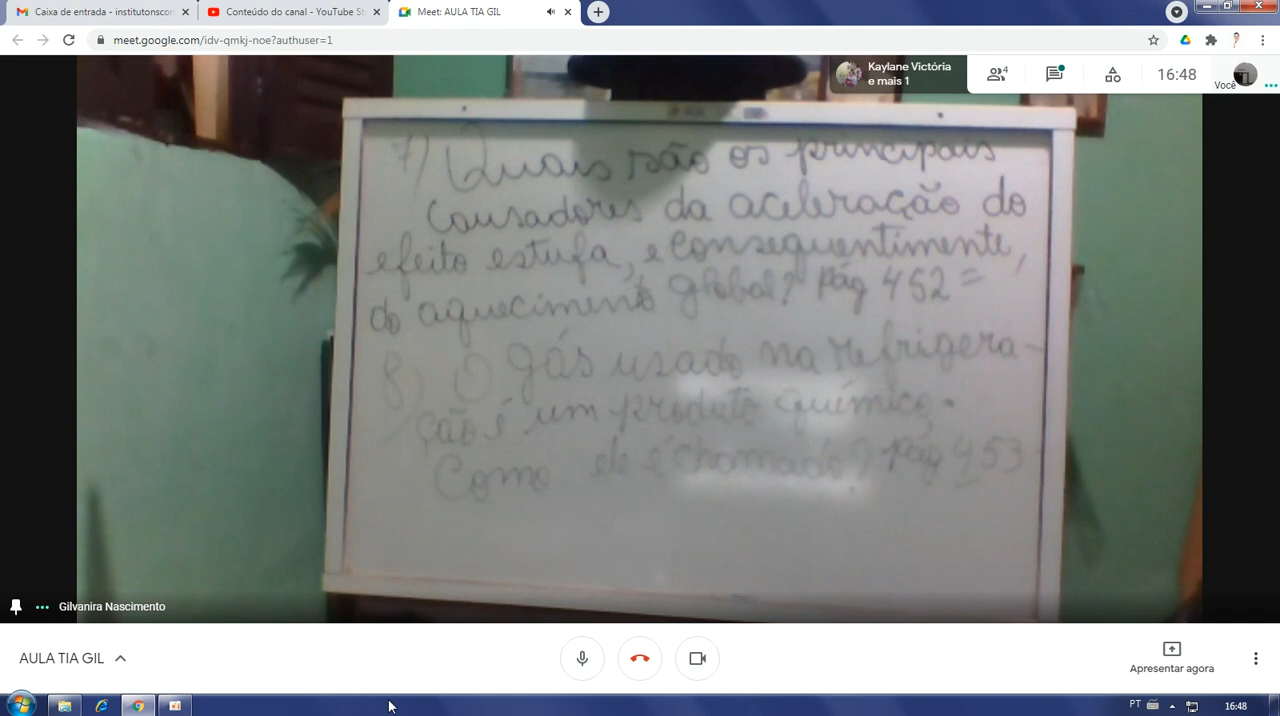 Caixa de entrada - institutonscon
Conteúdo do canal - YouTube St
Meet: AULA TIA GIL
meet.google.com/idv-qmkj-noe?authuser=1
Kaylane Victória
e mais 1
4
16:48
Você
7) Quais são os principais
causadores da aceleração do
efeito estufa, e consequentimente,
do aquecimento global? Pág 452 =
8) O gás usado na refrigera-
ção é um produto químico.
Como ele é chamado? Pág 453
Gilvanira Nascimento
AULA TIA GIL
Apresentar agora
PT
16:48